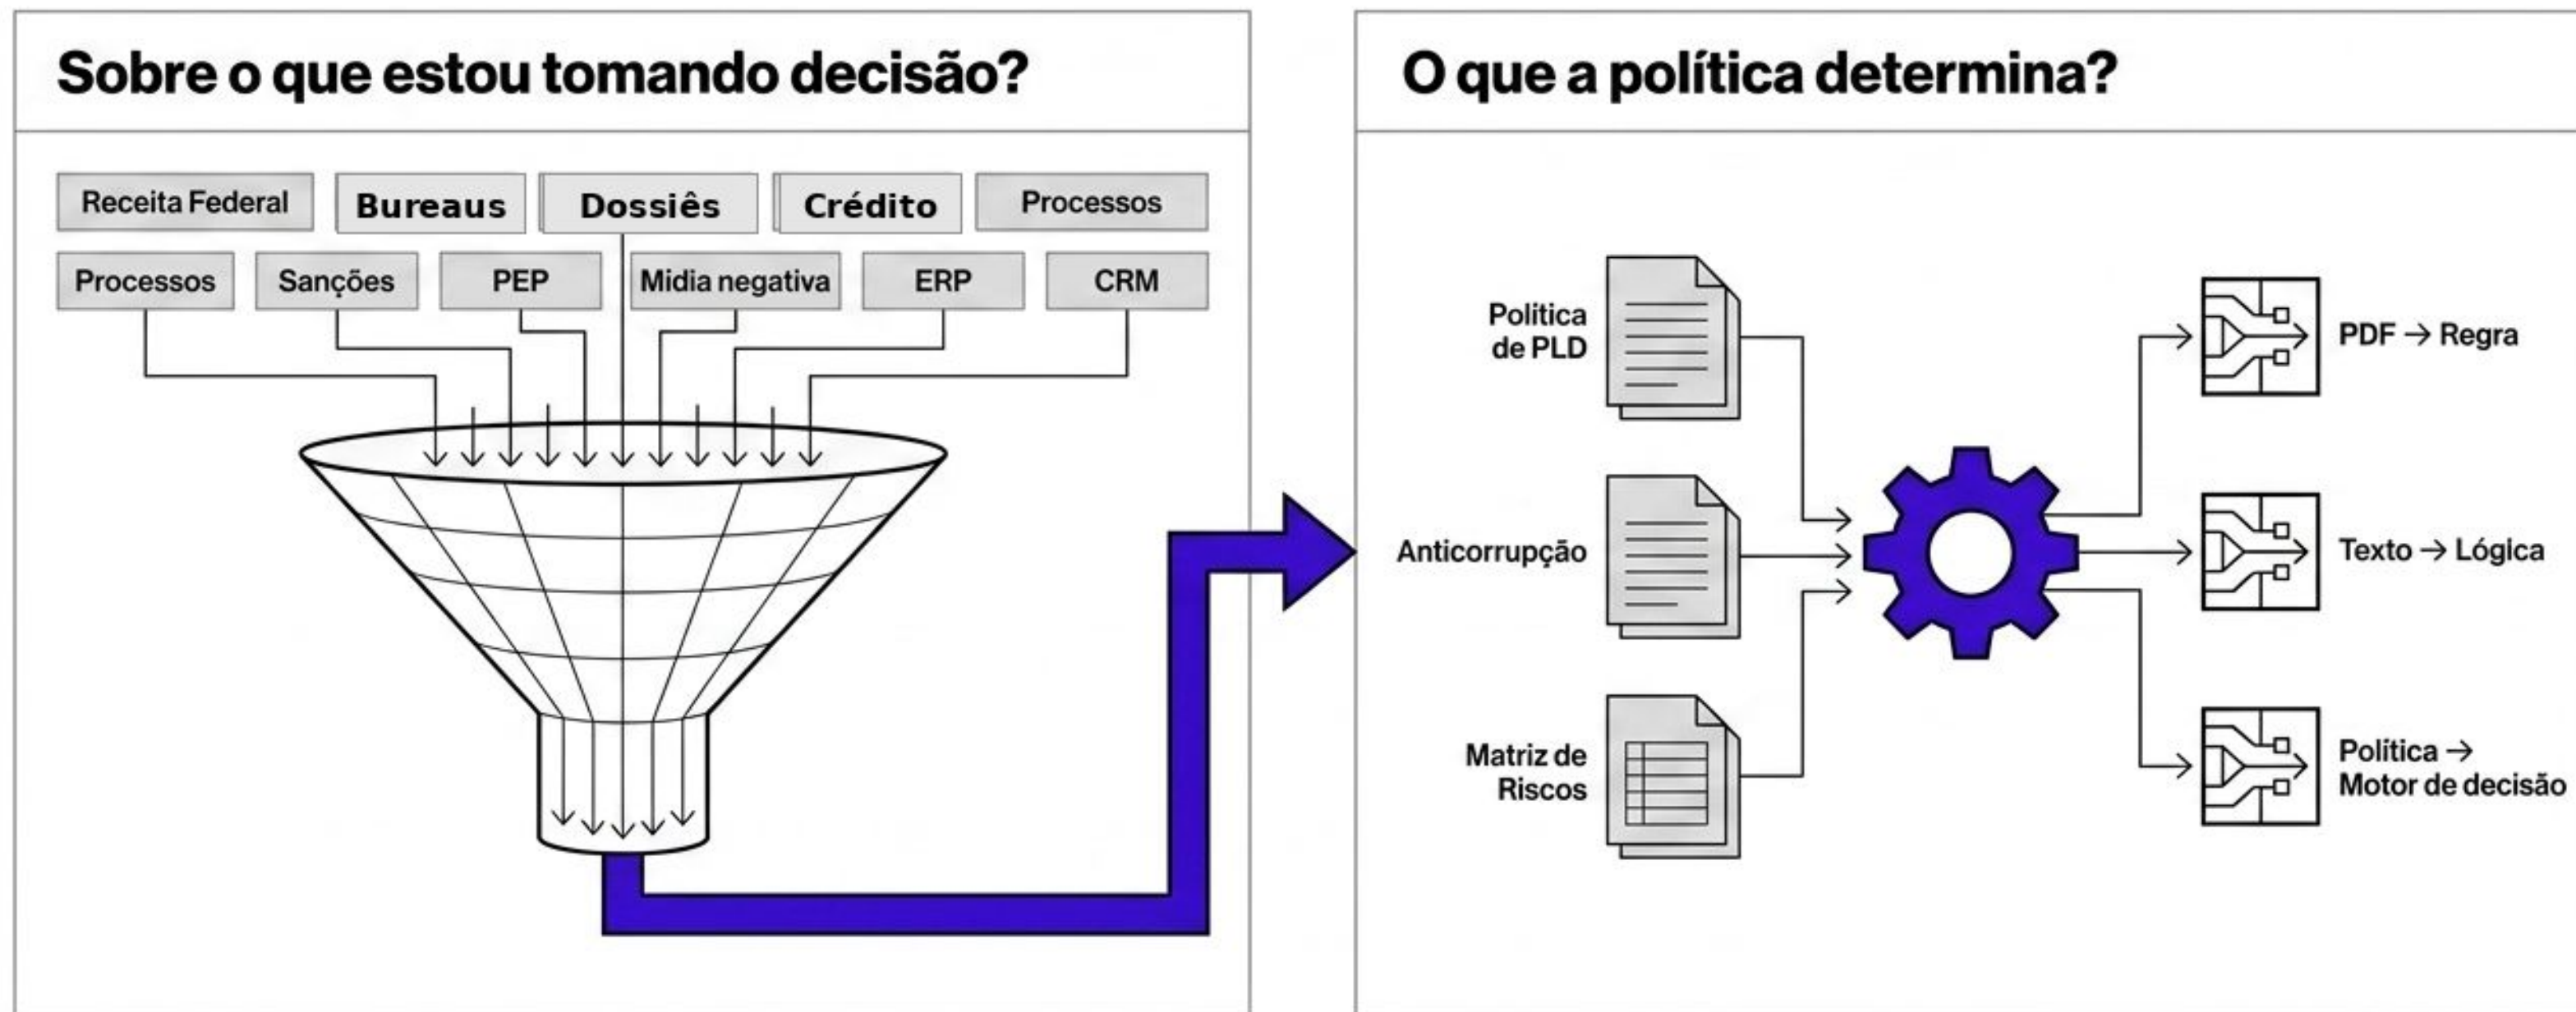 Sobre o que estou tomando decisão?
Receita Federal
Bureaus
Dossiês
Crédito
Processos
Processos
Sanções
PEP
Midia negativa
ERP
CRM
O que a política determina?
Política
de PLD
Anticorrupção
Matriz de
Riscos
PDF → Regra
Texto → Lógica
Política →
Motor de decisão